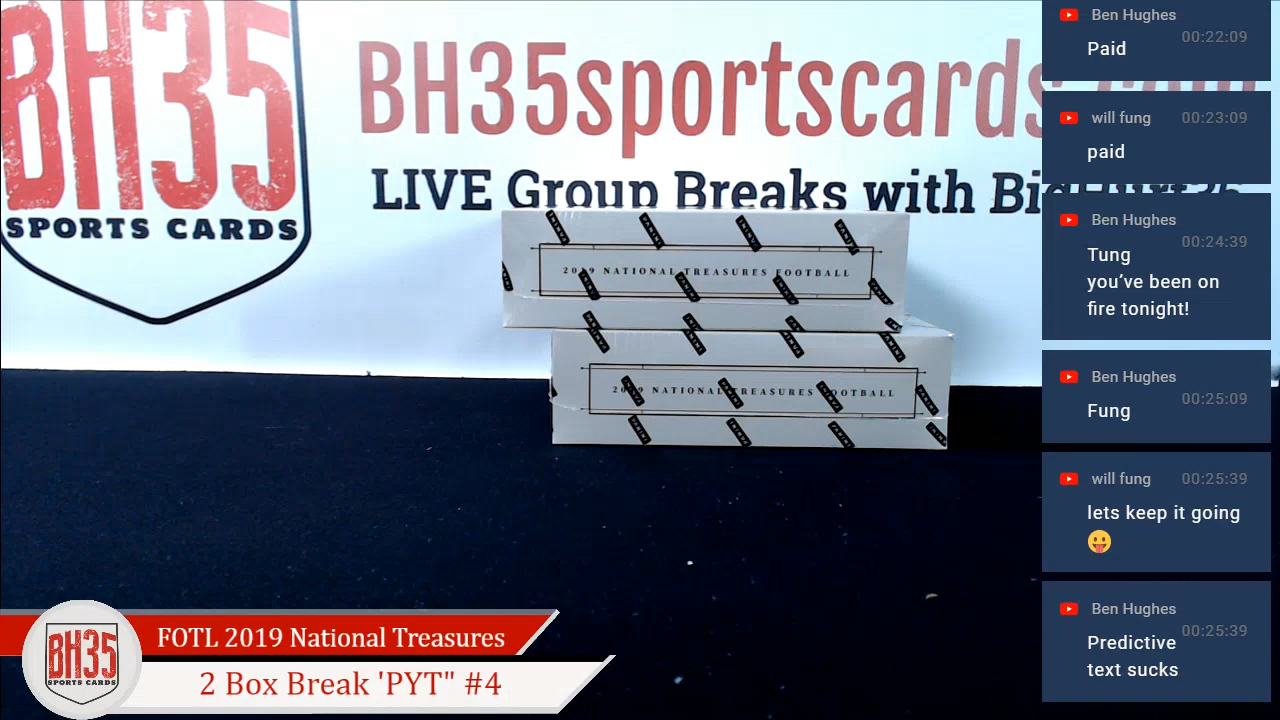 BH35
SPORTS CARDS
BH35sportscards
LIVE Group Breaks with
2019 NATIONAL TREASURES FOOTBALL
2019 NATIONAL TREASURES FOOTBALL
PANINI
BH35
SPORTS CARDS
FOTL 2019 National Treasures
2 Box Break 'PYT" #4
Ben Hughes
00:22:09
Paid
will fung 00:23:09
paid
Ben Hughes
00:24:39
Tung
you’ve been on
fire tonight!
Ben Hughes
00:25:09
Fung
will fung 00:25:39
lets keep it going
😛
Ben Hughes
00:25:39
Predictive
text sucks